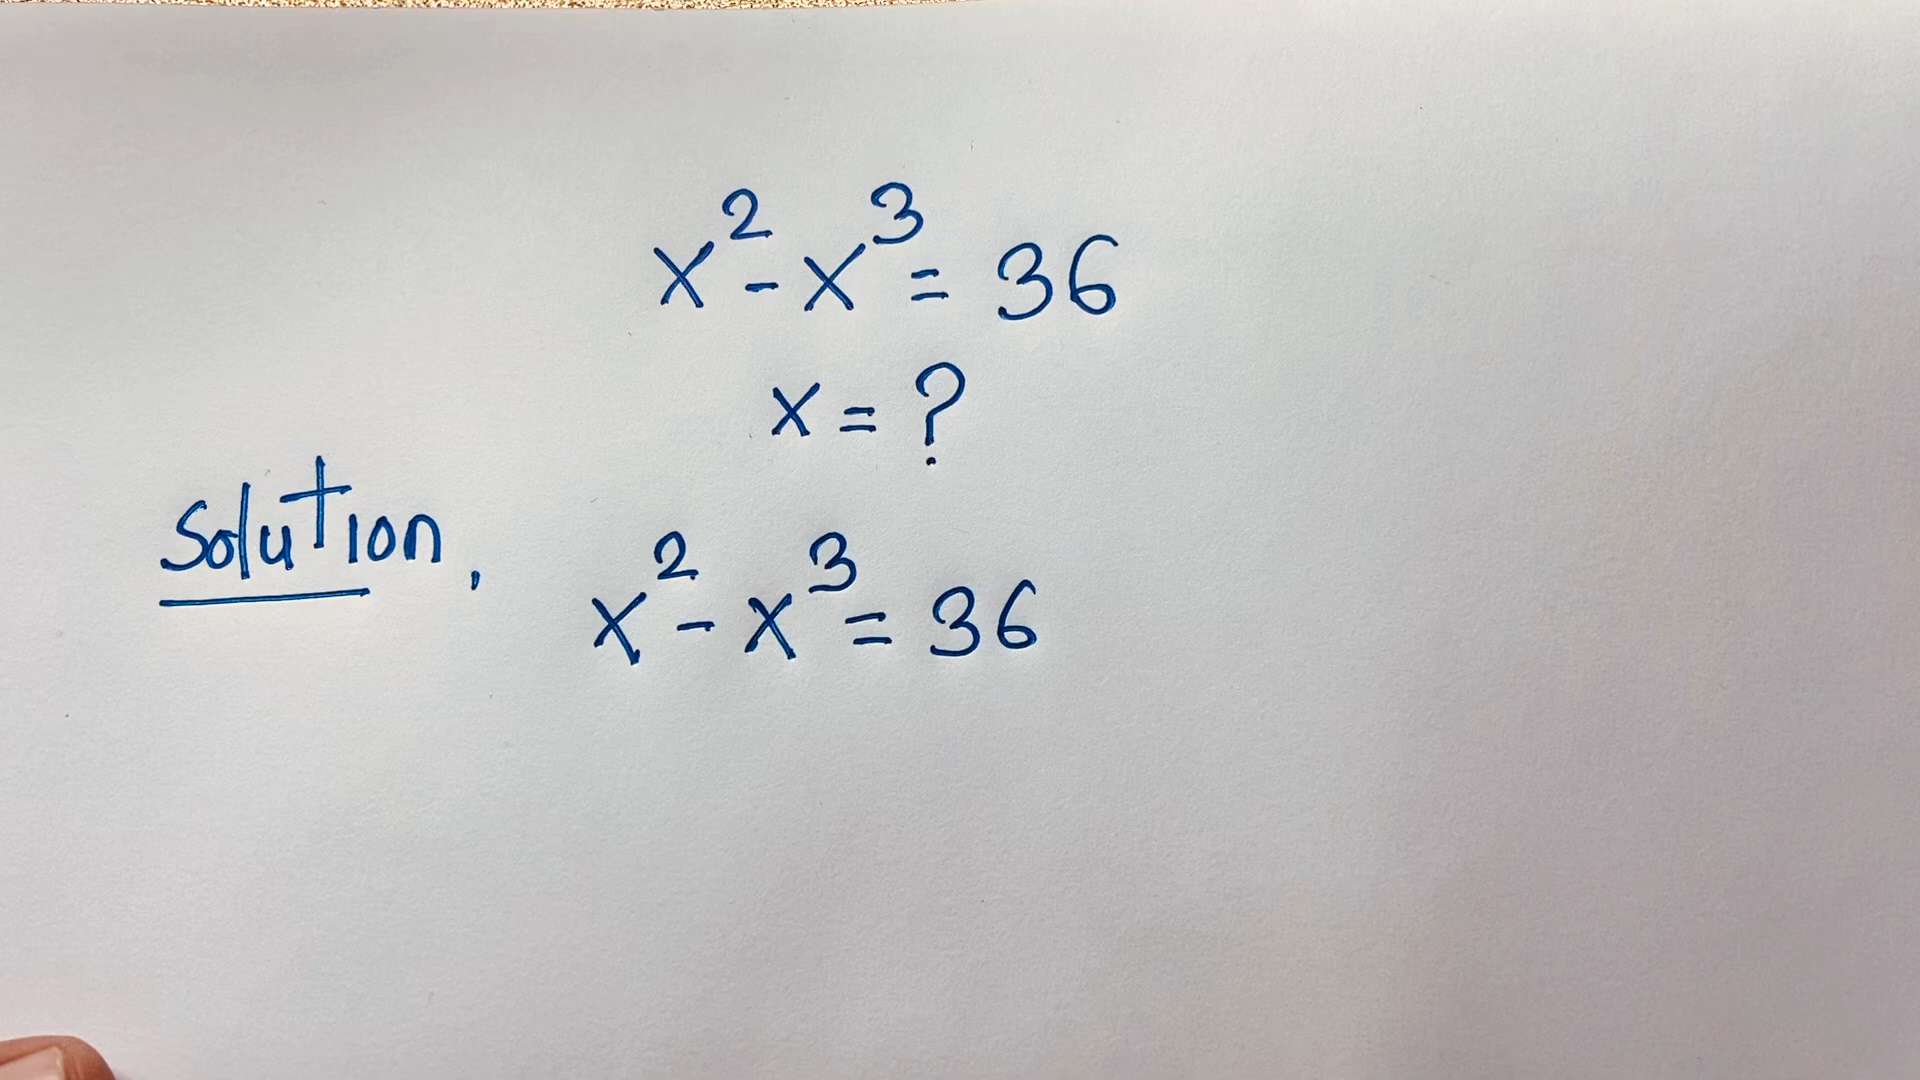 x² - x³ = 36
x = ?
Solution, x² - x³ = 36